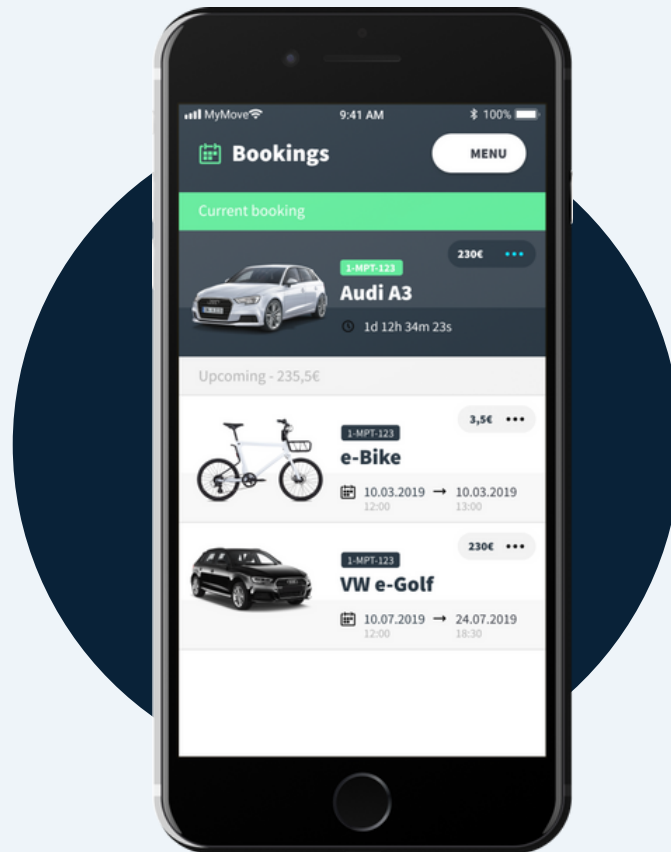 MyMove
9:41 AM
100%
Bookings
MENU
Current booking
230€
1-MPT-123
Audi A3
1d 12h 34m 23s
Upcoming - 235,5€
3,5€
1-MPT-123
e-Bike
10.03.2019 → 10.03.2019
12:00 13:00
230€
1-MPT-123
VW e-Golf
10.07.2019 → 24.07.2019
12:00 18:30